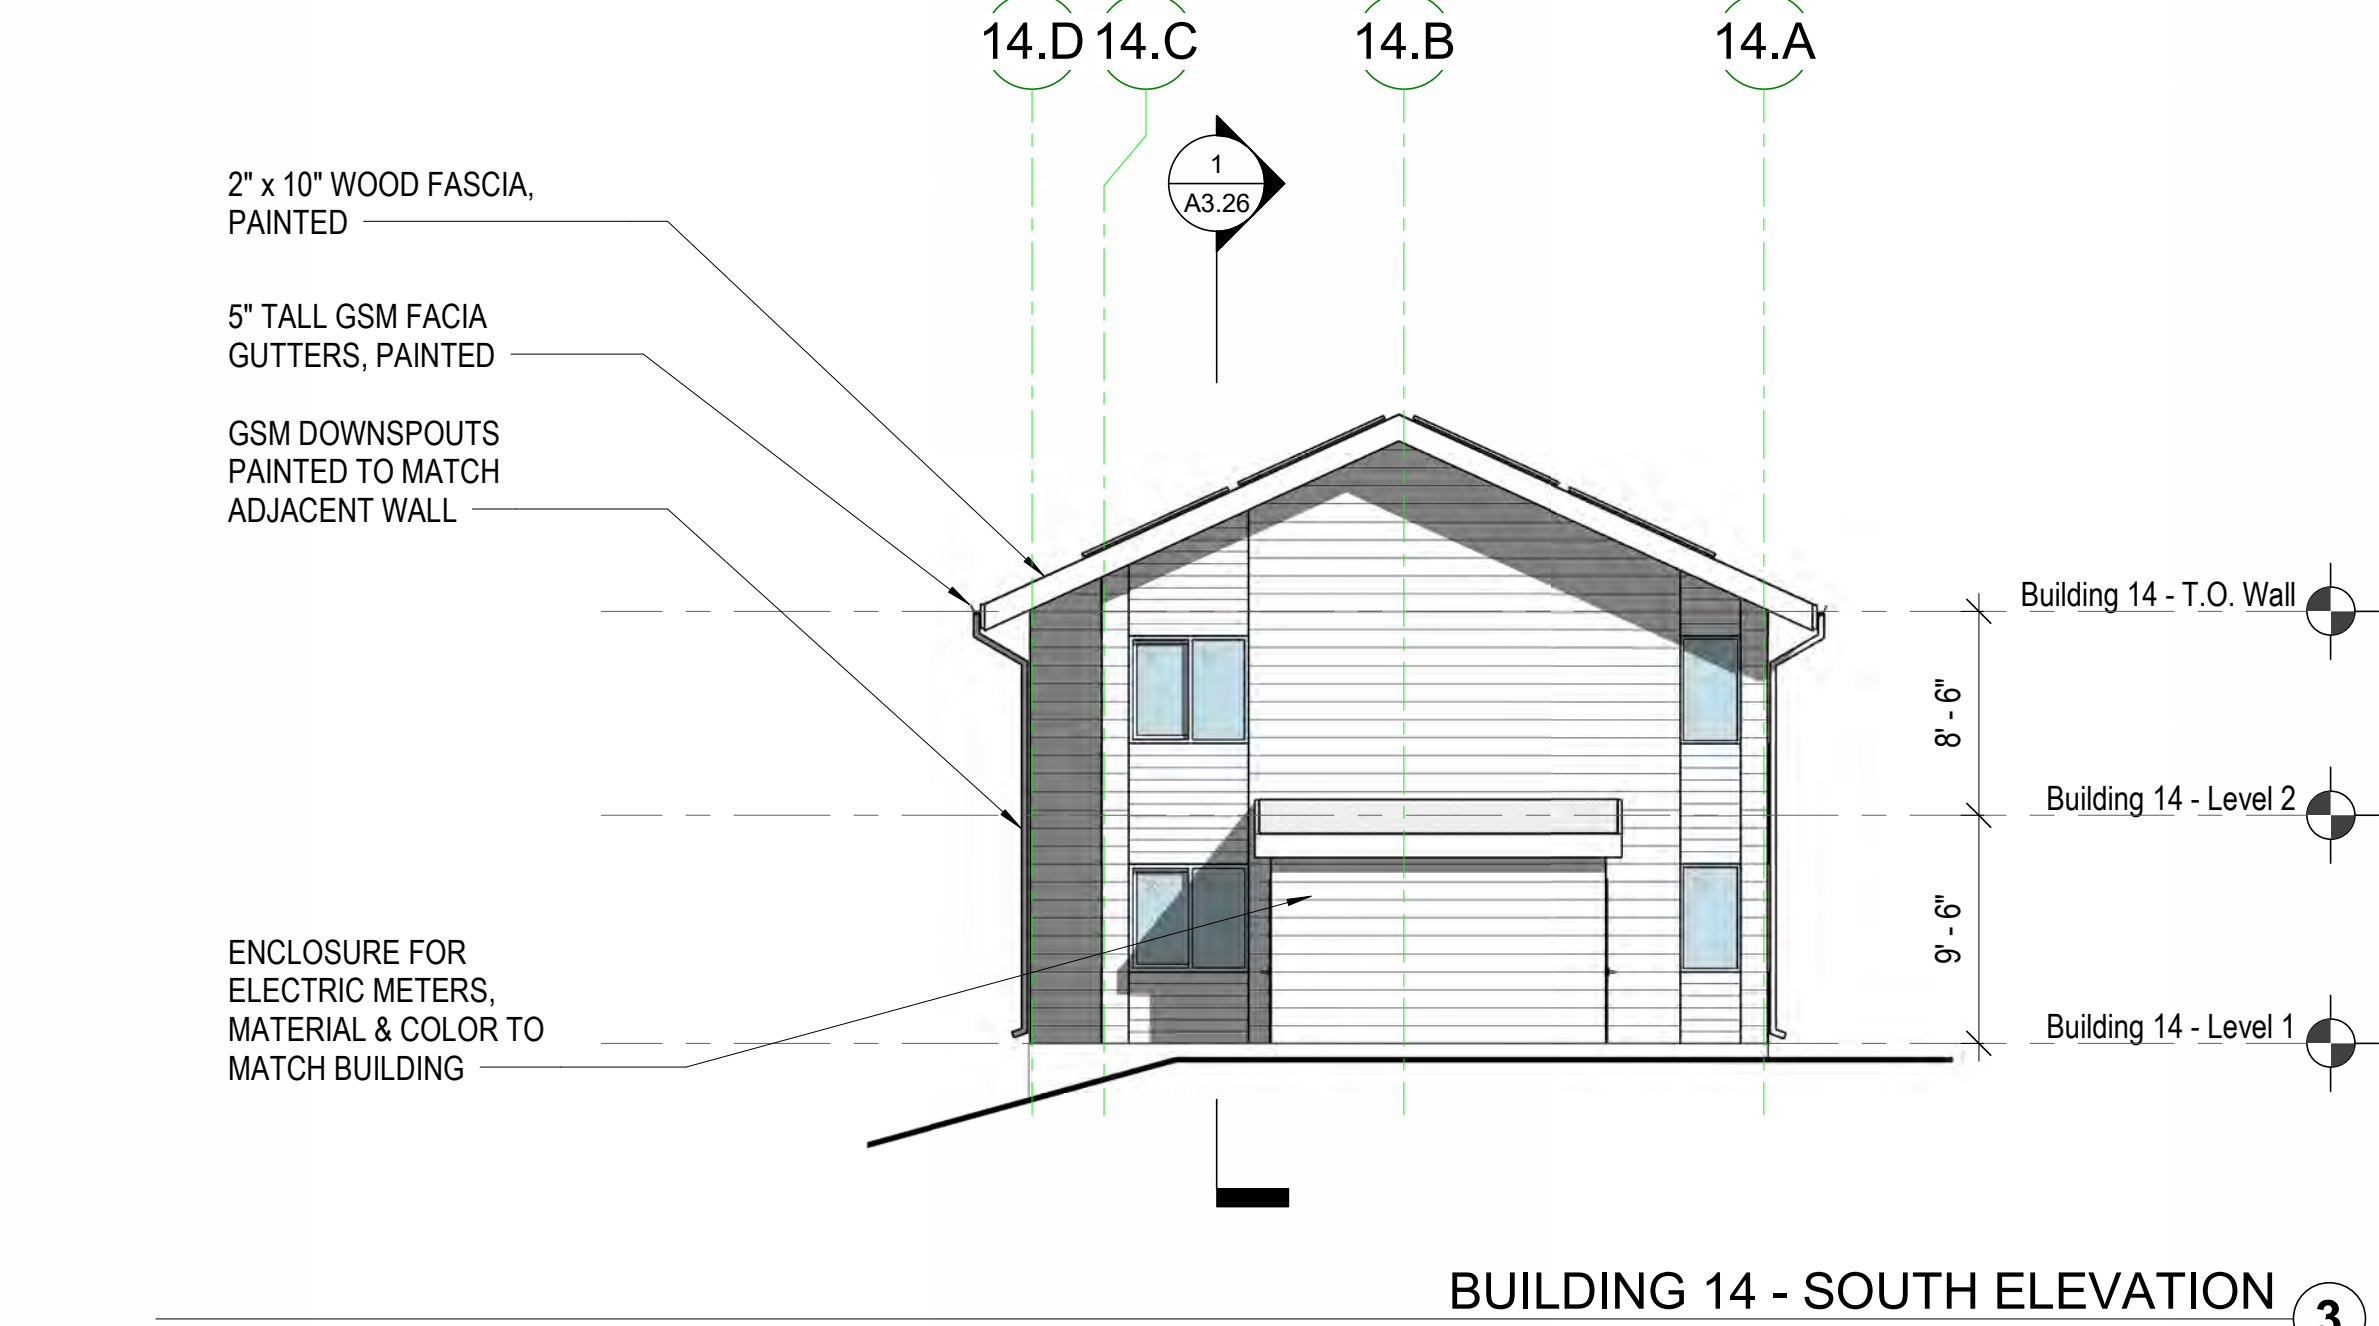 14.D 14.C 14.B 14.A
1
A3.26
2" x 10" WOOD FASCIA,
PAINTED
5" TALL GSM FACIA
GUTTERS, PAINTED
GSM DOWNSPOUTS
PAINTED TO MATCH
ADJACENT WALL
ENCLOSURE FOR
ELECTRIC METERS,
MATERIAL & COLOR TO
MATCH BUILDING
Building 14 - T.O. Wall
8' - 6"
Building 14 - Level 2
9' - 6"
Building 14 - Level 1
BUILDING 14 - SOUTH ELEVATION
3